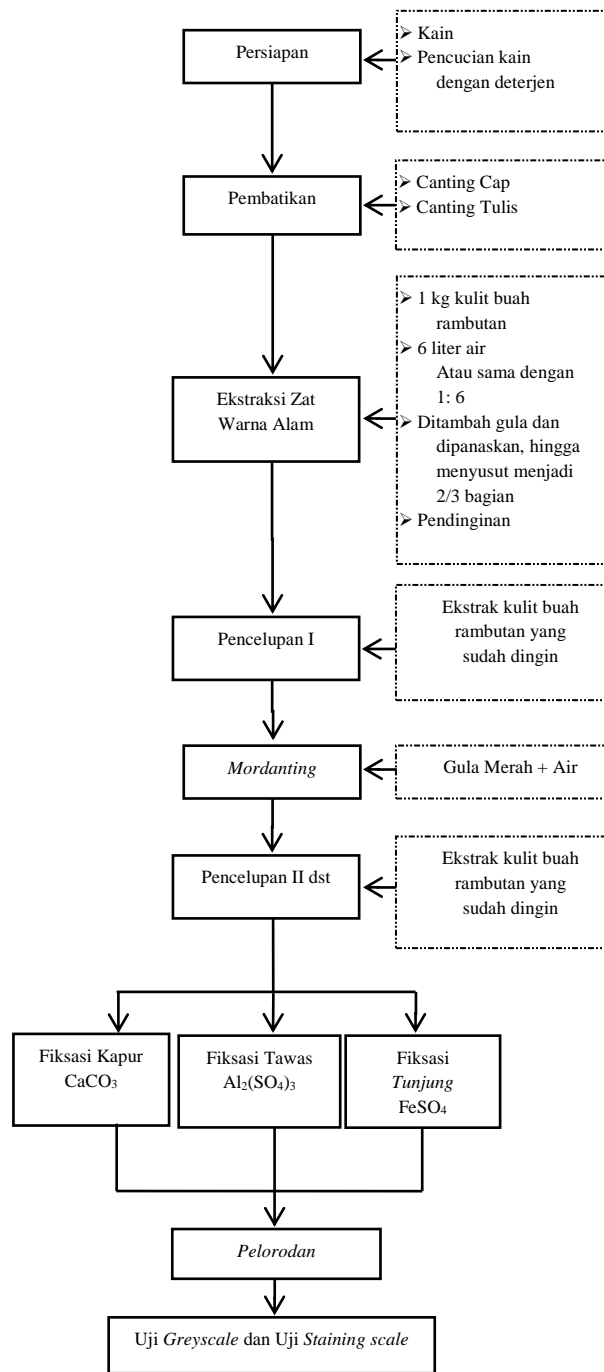 Persiapan
➢ Kain
➢ Pencucian kain
dengan deterjen
Pembatikan
➢ Canting Cap
➢ Canting Tulis
Ekstraksi Zat
Warna Alam
➢ 1 kg kulit buah
rambutan
➢ 6 liter air
Atau sama dengan
1: 6
➢ Ditambah gula dan
dipanaskan, hingga
menyusut menjadi
2/3 bagian
➢ Pendinginan
Pencelupan I
Ekstrak kulit buah
rambutan yang
sudah dingin
Mordanting
Gula Merah + Air
Pencelupan II dst
Ekstrak kulit buah
rambutan yang
sudah dingin
Fiksasi Kapur
CaCO₃
Fiksasi Tawas
Al₂(SO₄)₃
Fiksasi
Tunjung
FeSO₄
Pelorodan
Uji Greyscale dan Uji Staining scale